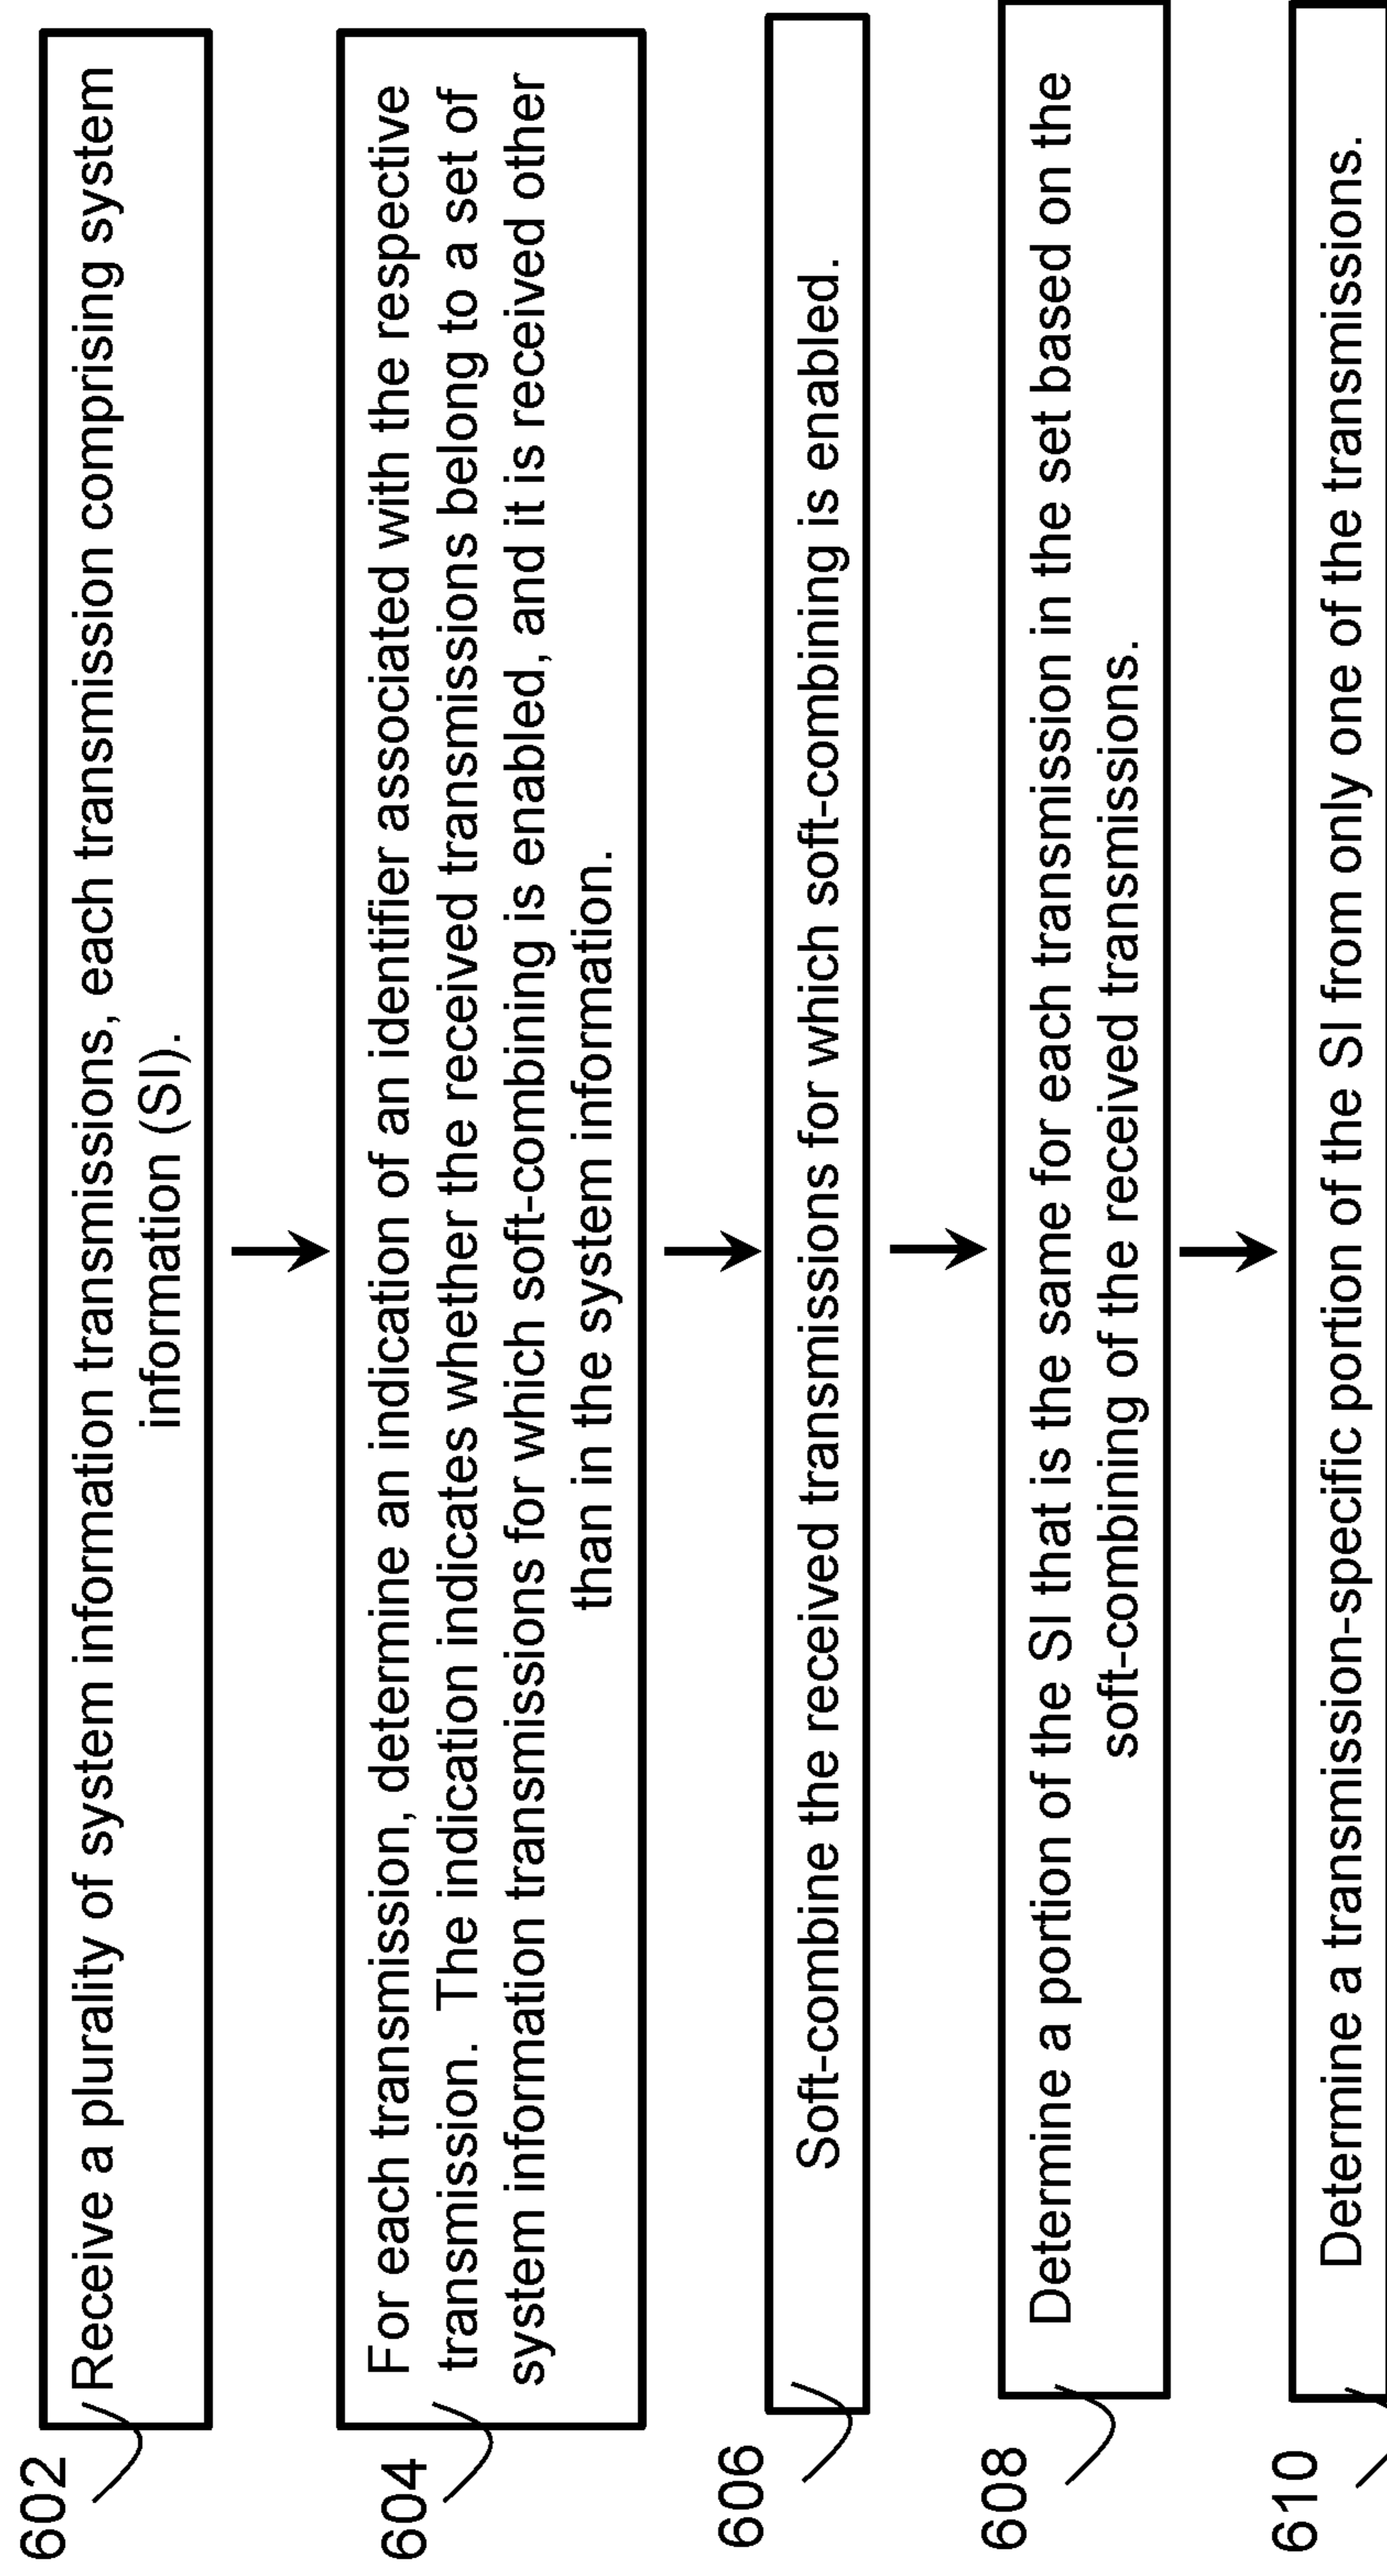 602
Receive a plurality of system information transmissions, each transmission comprising system
information (SI).
604
For each transmission, determine an indication of an identifier associated with the respective
transmission. The indication indicates whether the received transmissions belong to a set of
system information transmissions for which soft-combining is enabled, and it is received other
than in the system information.
606
Soft-combine the received transmissions for which soft-combining is enabled.
608
Determine a portion of the SI that is the same for each transmission in the set based on the
soft-combining of the received transmissions.
610
Determine a transmission-specific portion of the SI from only one of the transmissions.